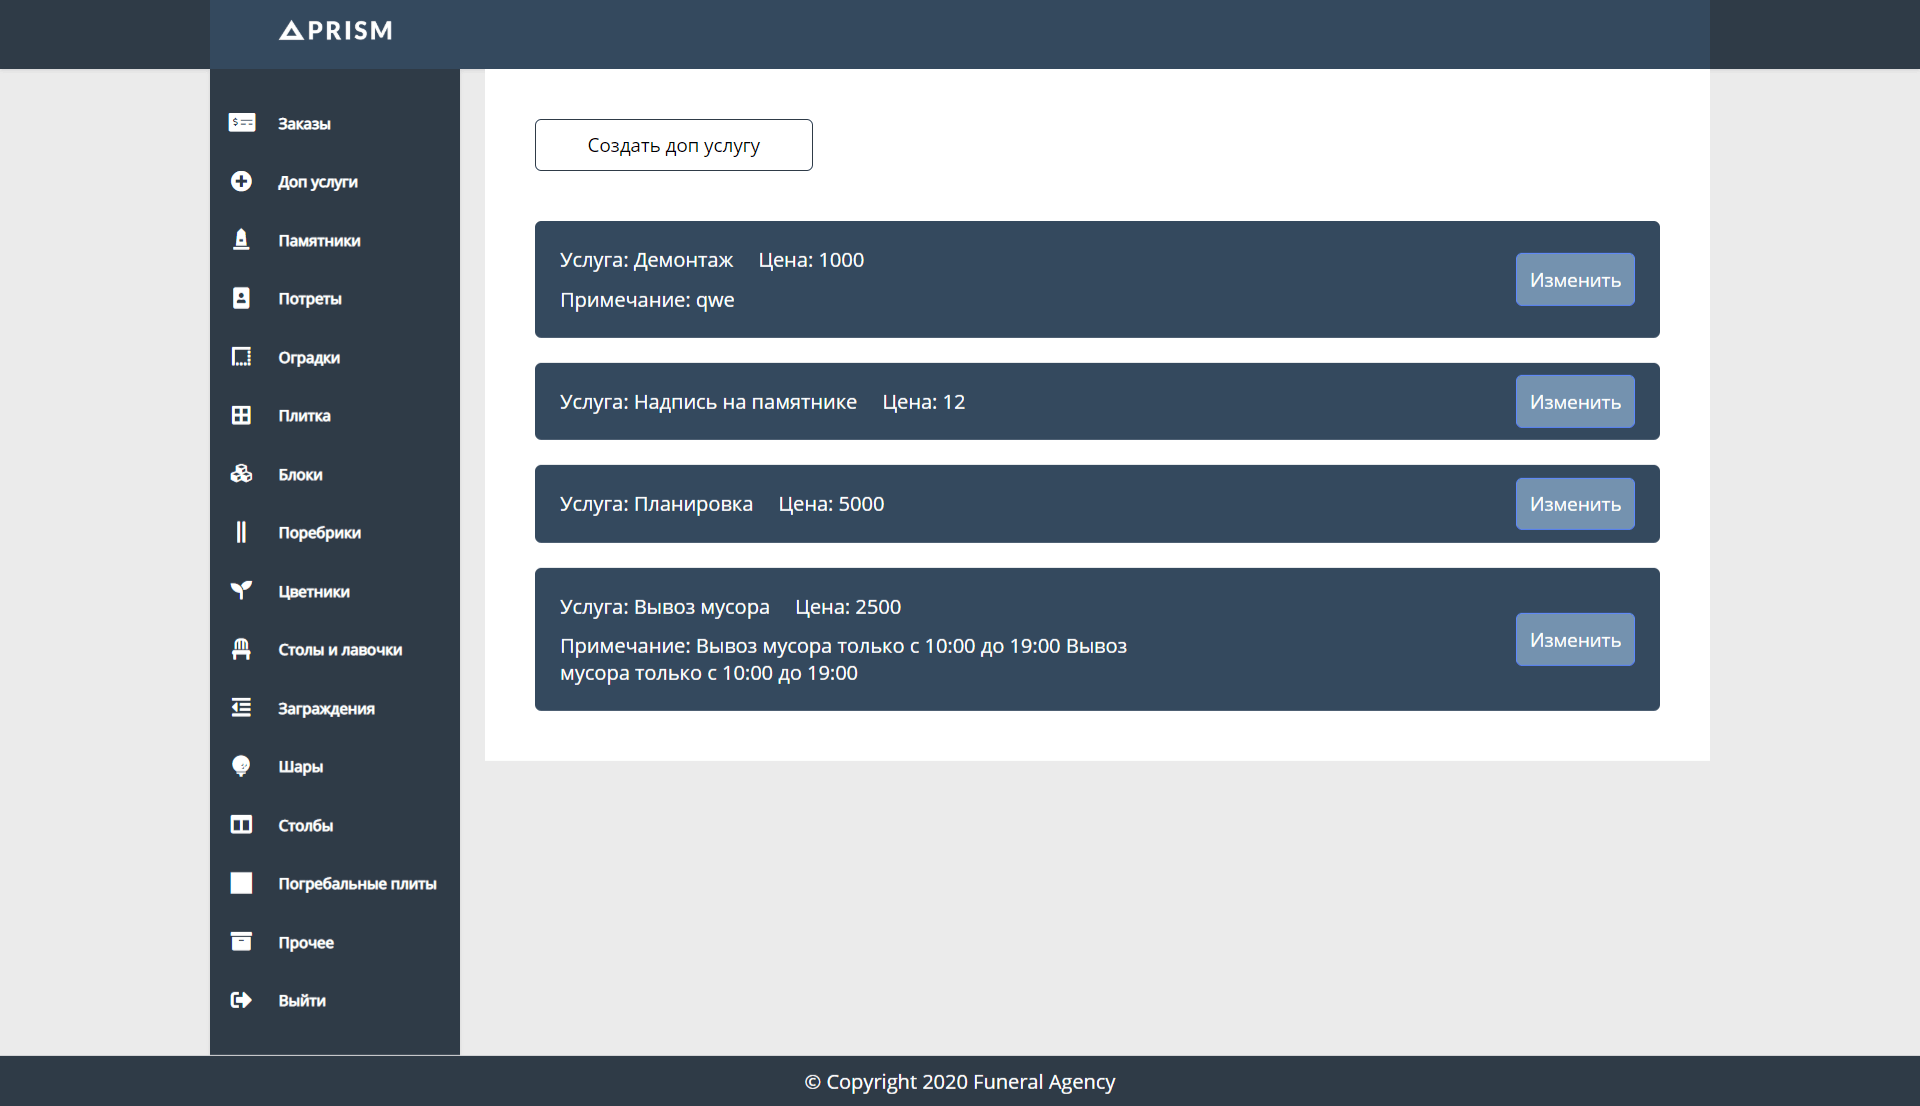 PRISM
Заказы
Доп услуги
Памятники
Потреты
Оградки
Плитка
Блоки
Поребрики
Цветники
Столы и лавочки
Заграждения
Шары
Столбы
Погребальные плиты
Прочее
Выйти
Создать доп услугу
Услуга: Демонтаж Цена: 1000
Примечание: qwe
Изменить
Услуга: Надпись на памятнике Цена: 12
Изменить
Услуга: Планировка Цена: 5000
Изменить
Услуга: Вывоз мусора Цена: 2500
Примечание: Вывоз мусора только с 10:00 до 19:00 Вывоз
мусора только с 10:00 до 19:00
Изменить
© Copyright 2020 Funeral Agency